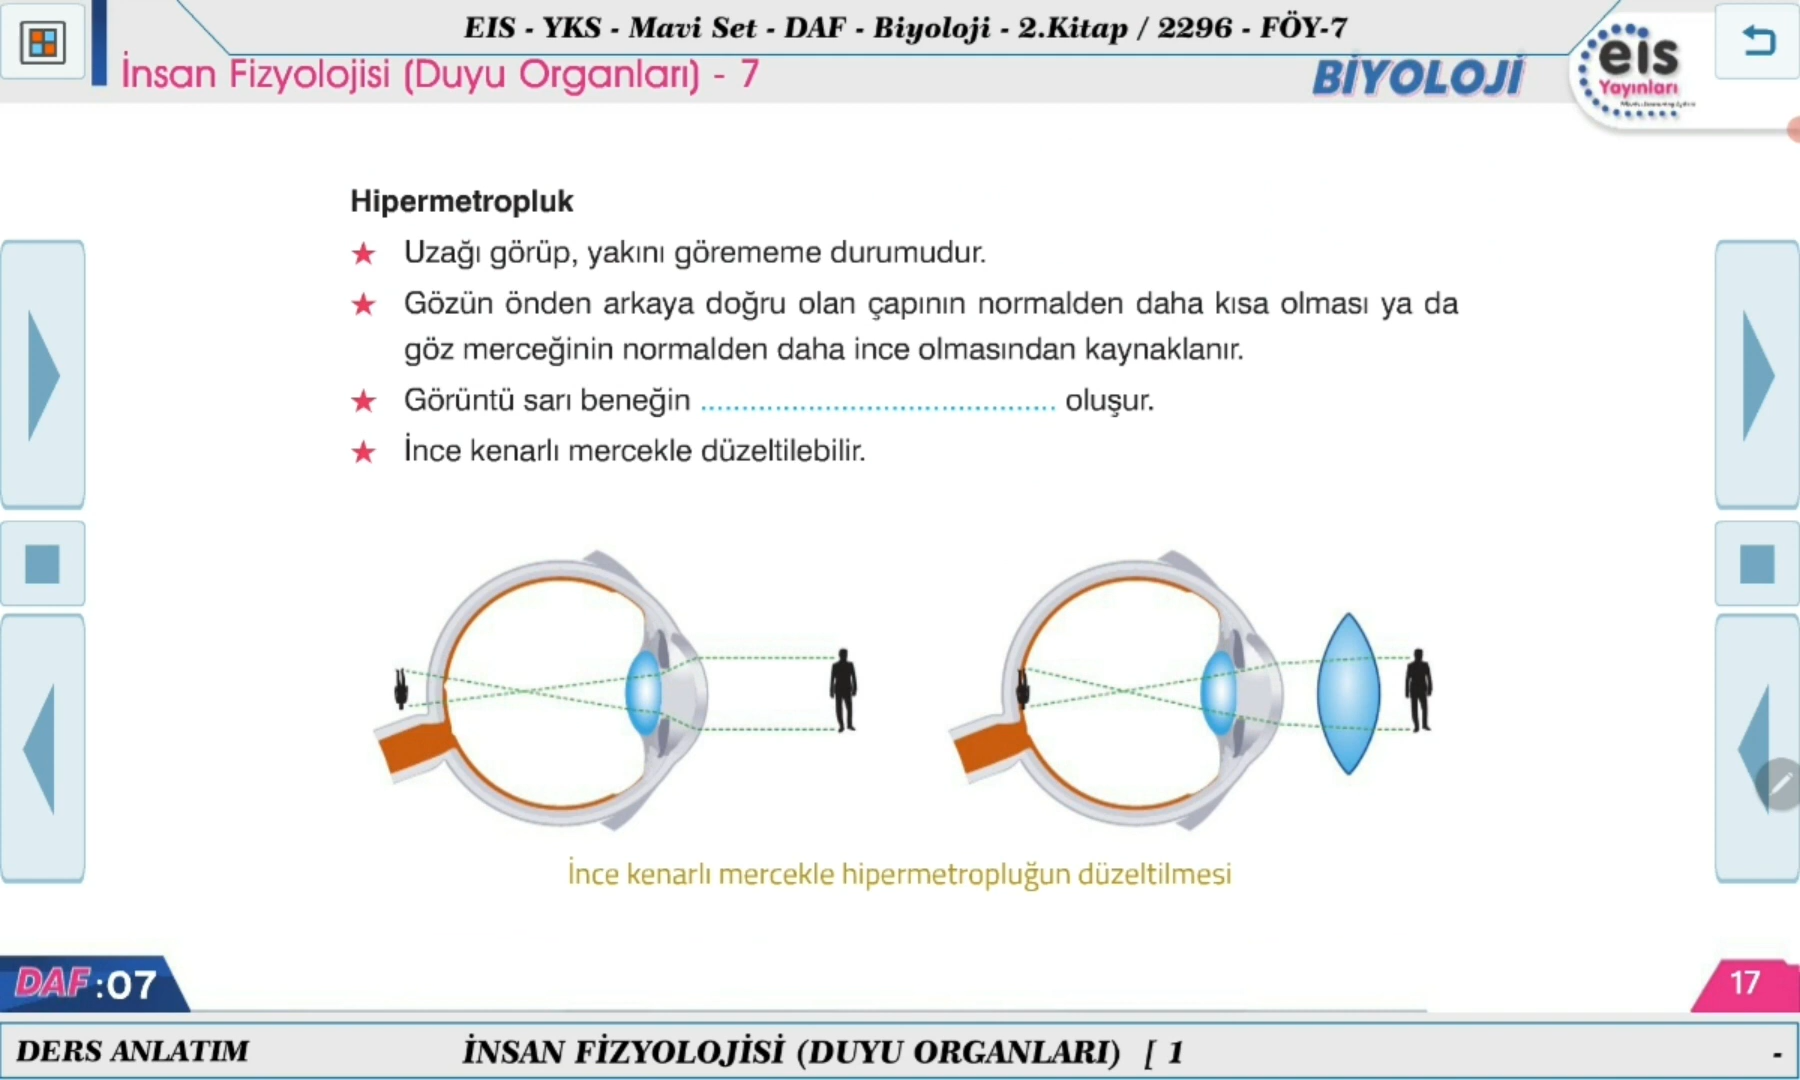 EIS - YKS - Mavi Set - DAF - Biyoloji - 2.Kitap / 2296 - FÖY-7
İnsan Fizyolojisi (Duyu Organları) - 7
BİYOLOJİ
eis
Yayınları
Hipermetropluk
★ Uzağı görüp, yakını görememe durumudur.
★ Gözün önden arkaya doğru olan çapının normalden daha kısa olması ya da
göz merceğinin normalden daha ince olmasından kaynaklanır.
★ Görüntü sarı beneğin ........................................... oluşur.
★ İnce kenarlı mercekle düzeltilebilir.
İnce kenarlı mercekle hipermetropluğun düzeltilmesi
DAF:07
17
DERS ANLATIM
İNSAN FİZYOLOJİSİ (DUYU ORGANLARI) [ 1
-